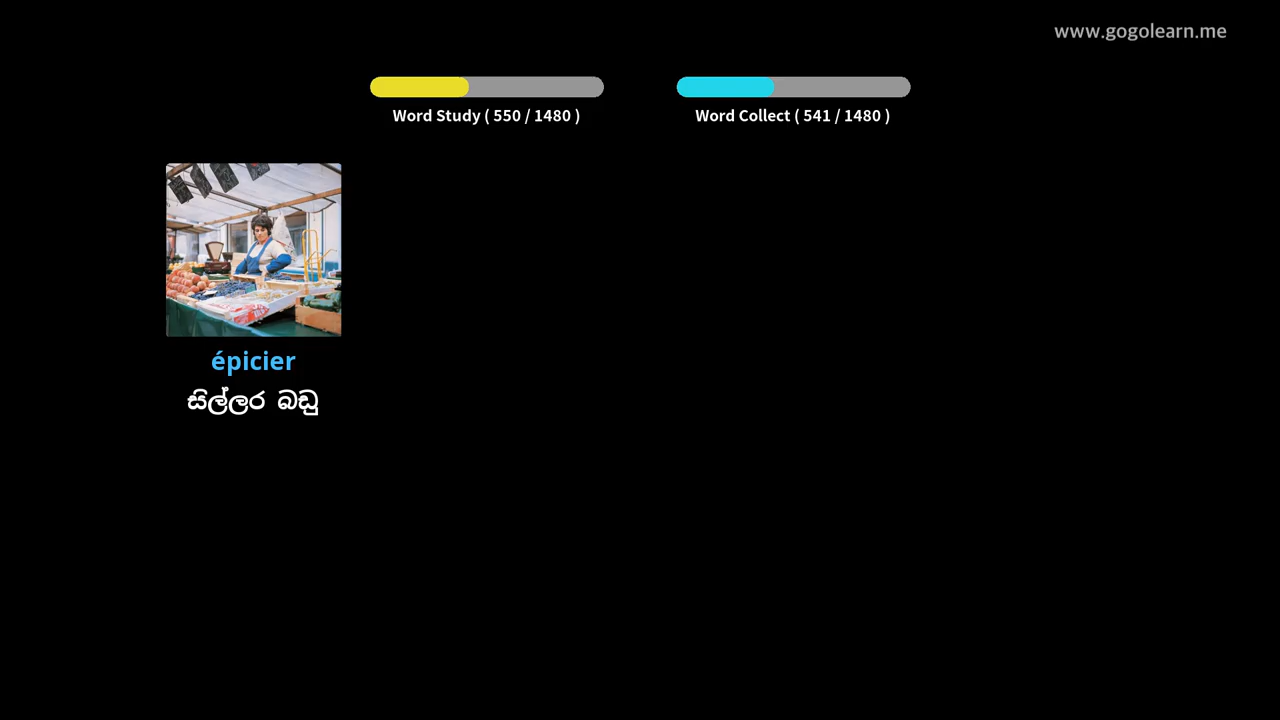 www.gogolearn.me
Word Study ( 550 / 1480 )
Word Collect ( 541 / 1480 )
épicier
සිල්ලර බඩු